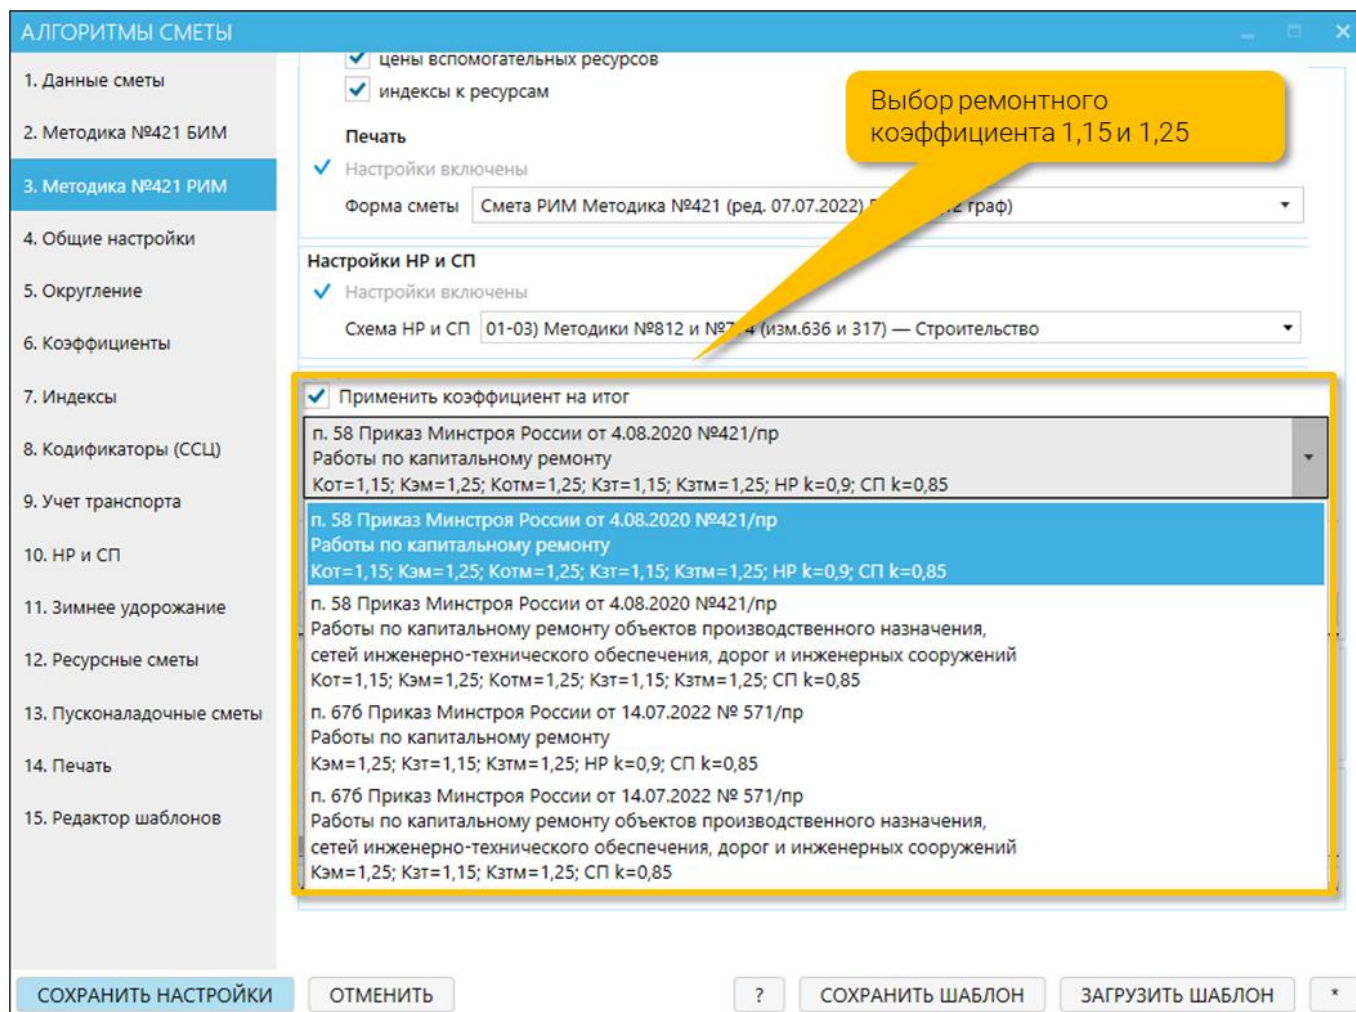 АЛГОРИТМЫ СМЕТЫ
1. Данные сметы
2. Методика №421 БИМ
3. Методика №421 РИМ
4. Общие настройки
5. Округление
6. Коэффициенты
7. Индексы
8. Кодификаторы (ССЦ)
9. Учет транспорта
10. НР и СП
11. Зимнее удорожание
12. Ресурсные сметы
13. Пусконаладочные сметы
14. Печать
15. Редактор шаблонов
цены вспомогательных ресурсов
индексы к ресурсам
Выбор ремонтного
коэффициента 1,15 и 1,25
Печать
Настройки включены
Форма сметы Смета РИМ Методика №421 (ред. 07.07.2022) граф)
Настройки НР и СП
Настройки включены
Схема НР и СП 01-03) Методики №812 и (изм.636 и 317) — Строительство
Применить коэффициент на итог
п. 58 Приказ Минстроя России от 4.08.2020 №421/пр
Работы по капитальному ремонту
Кот=1,15; Кэм=1,25; Котм=1,25; Кзт=1,15; Кзтм=1,25; НР k=0,9; СП k=0,85
п. 58 Приказ Минстроя России от 4.08.2020 №421/пр
Работы по капитальному ремонту
Кот=1,15; Кэм=1,25; Котм=1,25; Кзт=1,15; Кзтм=1,25; НР k=0,9; СП k=0,85
п. 58 Приказ Минстроя России от 4.08.2020 №421/пр
Работы по капитальному ремонту объектов производственного назначения,
сетей инженерно-технического обеспечения, дорог и инженерных сооружений
Кот=1,15; Кэм=1,25; Котм=1,25; Кзт=1,15; Кзтм=1,25; СП k=0,85
п. 67б Приказ Минстроя России от 14.07.2022 № 571/пр
Работы по капитальному ремонту
Кэм=1,25; Кзт=1,15; Кзтм=1,25; НР k=0,9; СП k=0,85
п. 67б Приказ Минстроя России от 14.07.2022 № 571/пр
Работы по капитальному ремонту объектов производственного назначения,
сетей инженерно-технического обеспечения, дорог и инженерных сооружений
Кэм=1,25; Кзт=1,15; Кзтм=1,25; СП k=0,85
СОХРАНИТЬ НАСТРОЙКИ ОТМЕНИТЬ ? СОХРАНИТЬ ШАБЛОН ЗАГРУЗИТЬ ШАБЛОН *